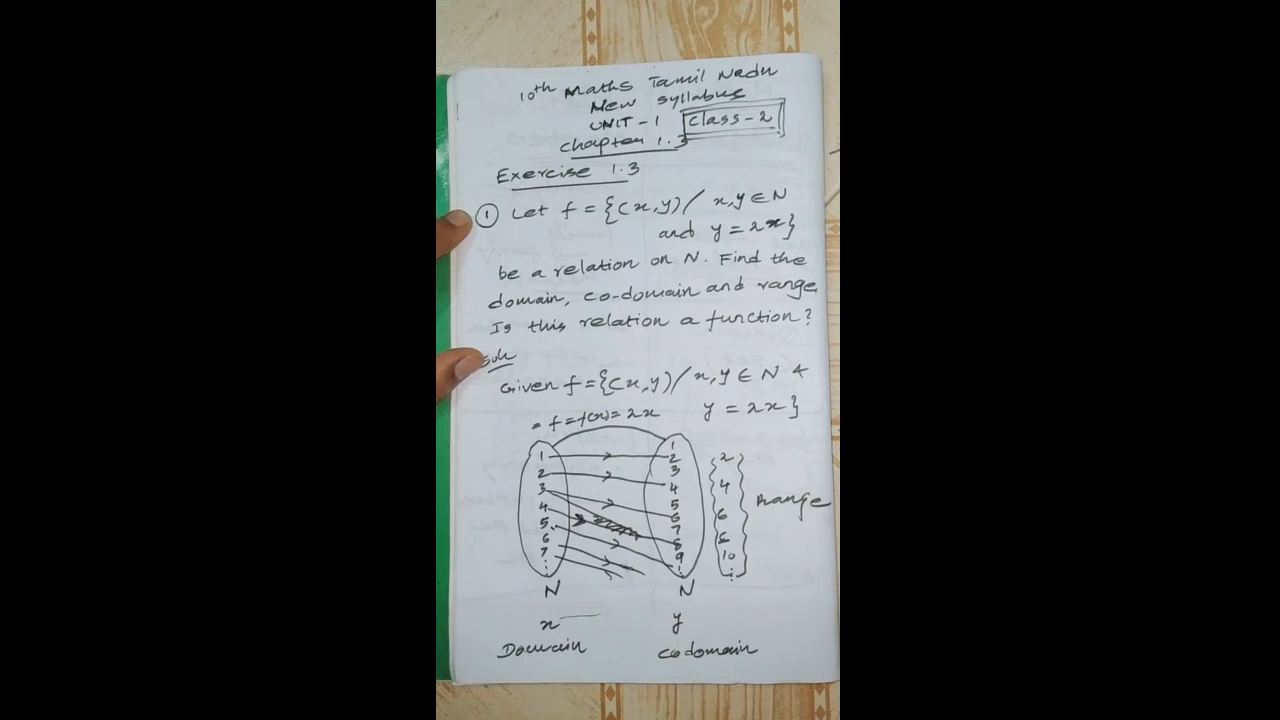 10th Maths Tamil Nadu
New Syllabus
UNIT-1 Class-2
Chapter 1.3
Exercise 1.3
① Let f = {(x,y) / x,y ∈ N
and y = 2x}
be a relation on N. Find the
domain, co-domain and range.
Is this relation a function?
Soln
Given f = {(x,y) / x,y ∈ N &
y = 2x}
= f = f(x) = 2x
1 1 2
2 2 4
3 3 6
4 4 8
5 5 10
6 6 ⋮
7 7
⋮ 8
9
⋮
Range
N N
x y
Domain Codomain